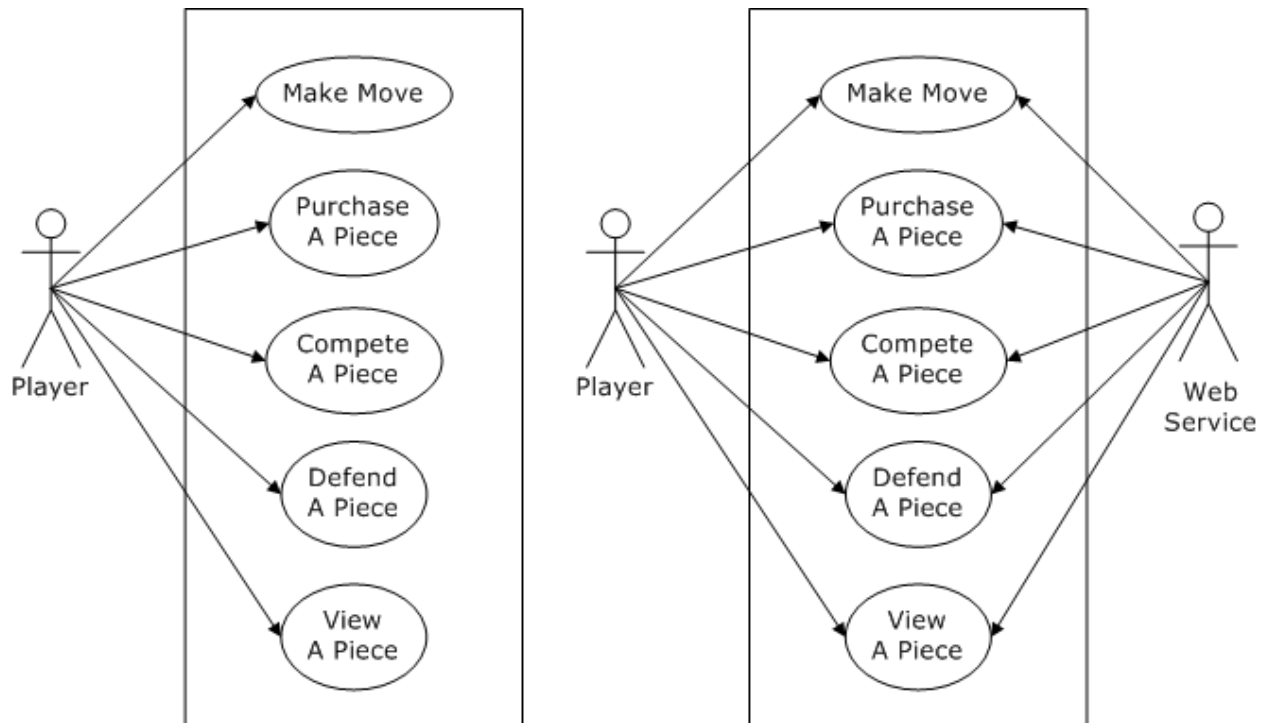 Make Move
Purchase
A Piece
Compete
A Piece
Defend
A Piece
View
A Piece
Player
Make Move
Purchase
A Piece
Compete
A Piece
Defend
A Piece
View
A Piece
Player
Web
Service